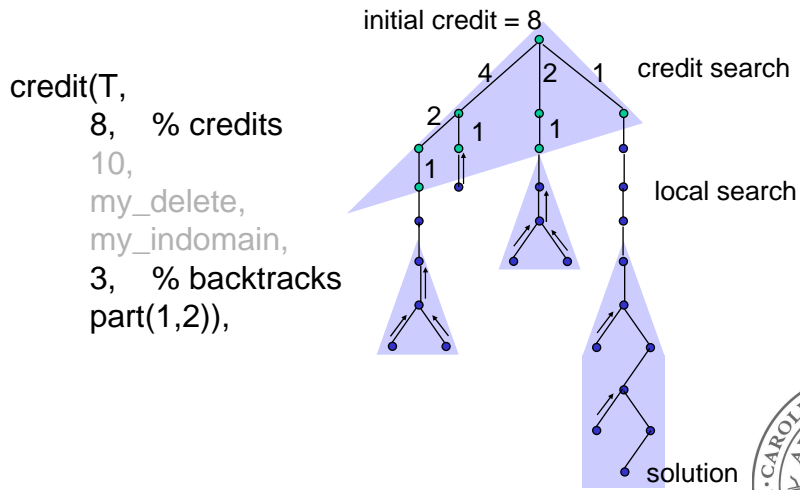 initial credit = 8
credit(T,
8, % credits
10,
my_delete,
my_indomain,
3, % backtracks
part(1,2)),
4
2
1
credit search
2
1
1
1
local search
solution
CAROL